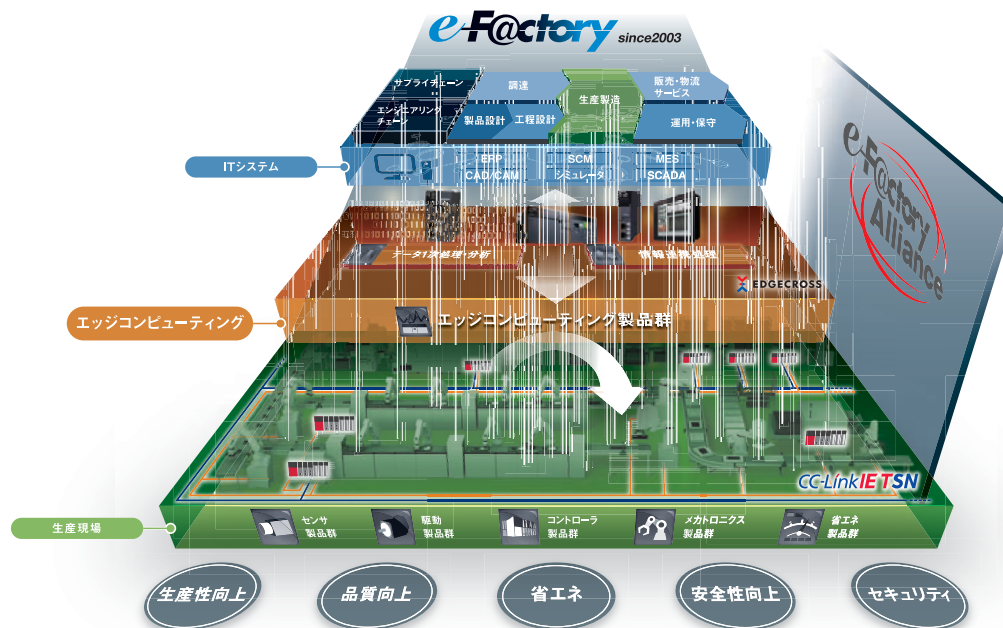 e-F@ctory since2003
サプライチェーン
調達
生産製造
販売・物流
サービス
エンジニアリング
チェーン
製品設計
工程設計
運用・保守
ITシステム
ERP
SCM
MES
CAD/CAM
シミュレータ
SCADA
e-F@ctory
Alliance
データ1次処理・分析
情報連携処理
EDGECROSS
エッジコンピューティング
エッジコンピューティング製品群
CC-Link IE TSN
生産現場
センサ
製品群
駆動
製品群
コントローラ
製品群
メカトロニクス
製品群
省エネ
製品群
生産性向上
品質向上
省エネ
安全性向上
セキュリティ